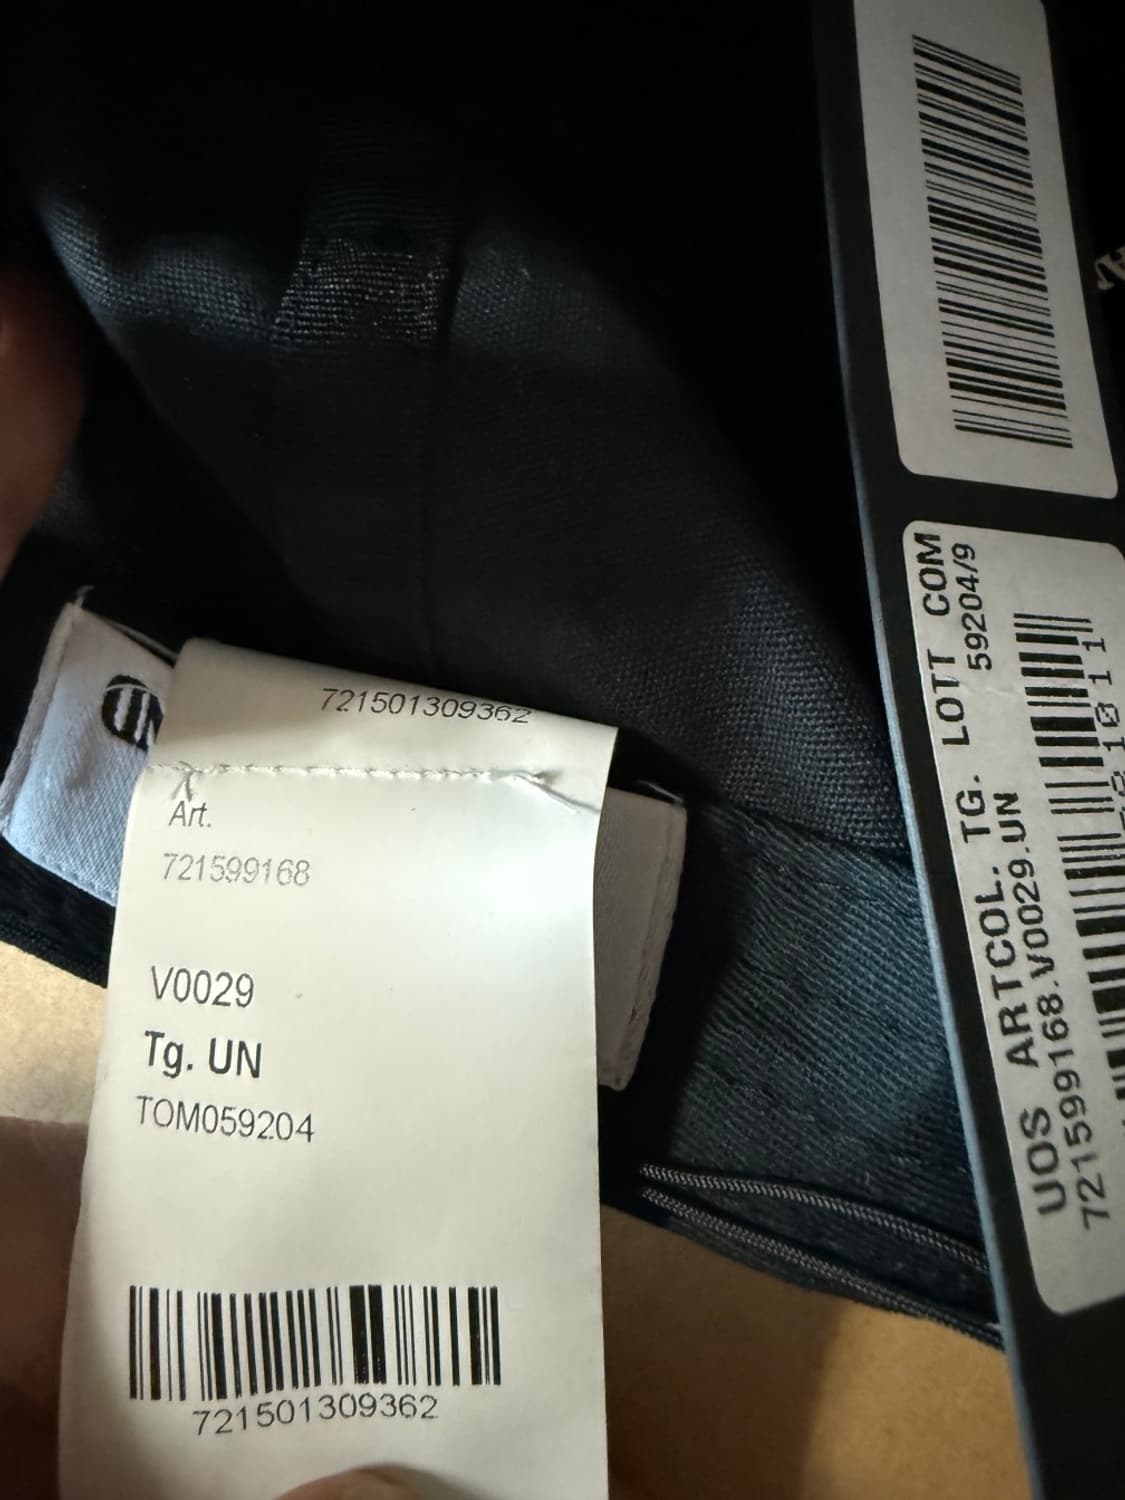 721501309362
Art.
721599168
V0029
Tg. UN
TOM059204
721501309362
UOS ARTCOL. TG. LOTT COM
721599168.V0029.UN 59204/9